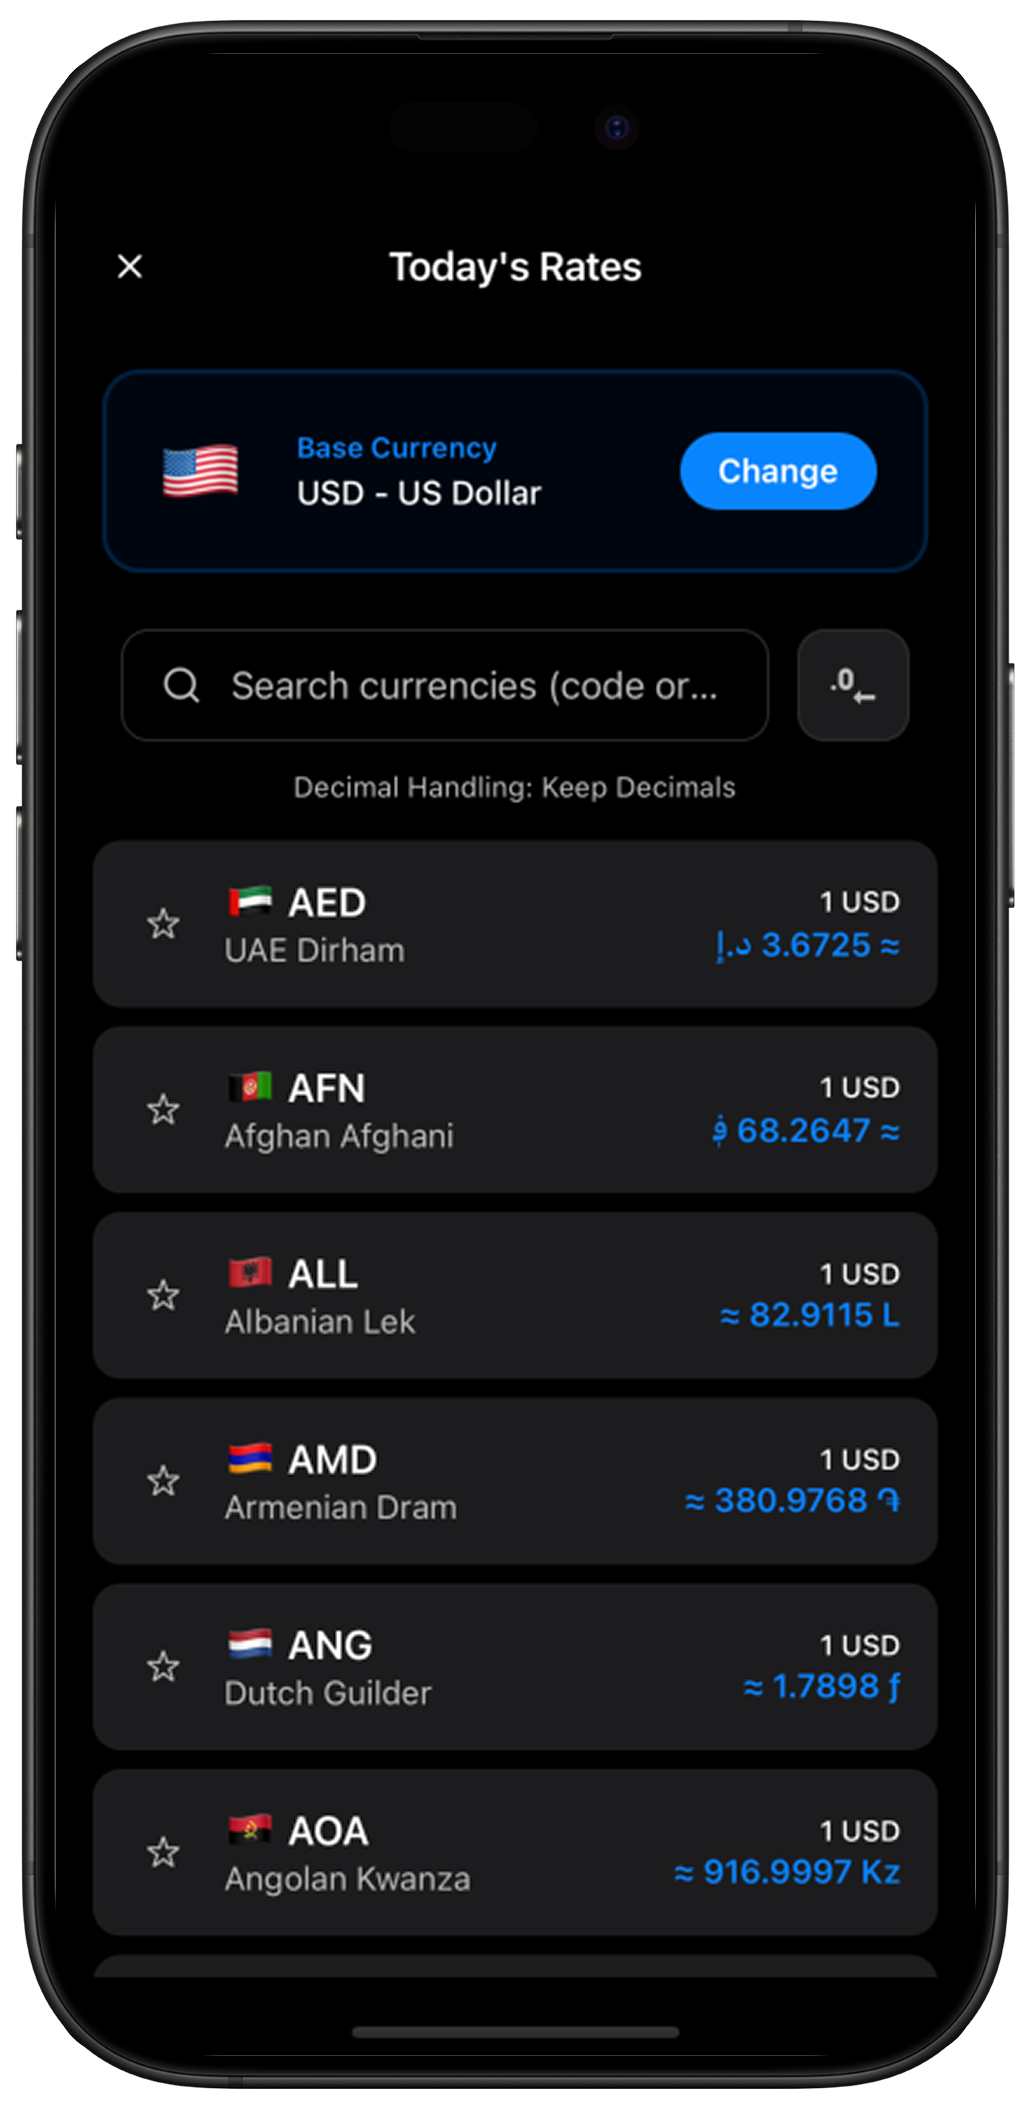 Today's Rates
Base Currency
USD - US Dollar
Change
Search currencies (code or...
.0
Decimal Handling: Keep Decimals
AED
UAE Dirham
1 USD
≈ 3.6725 د.إ
AFN
Afghan Afghani
1 USD
≈ 68.2647 ؋
ALL
Albanian Lek
1 USD
≈ 82.9115 L
AMD
Armenian Dram
1 USD
≈ 380.9768 ֏
ANG
Dutch Guilder
1 USD
≈ 1.7898 ƒ
AOA
Angolan Kwanza
1 USD
≈ 916.9997 Kz